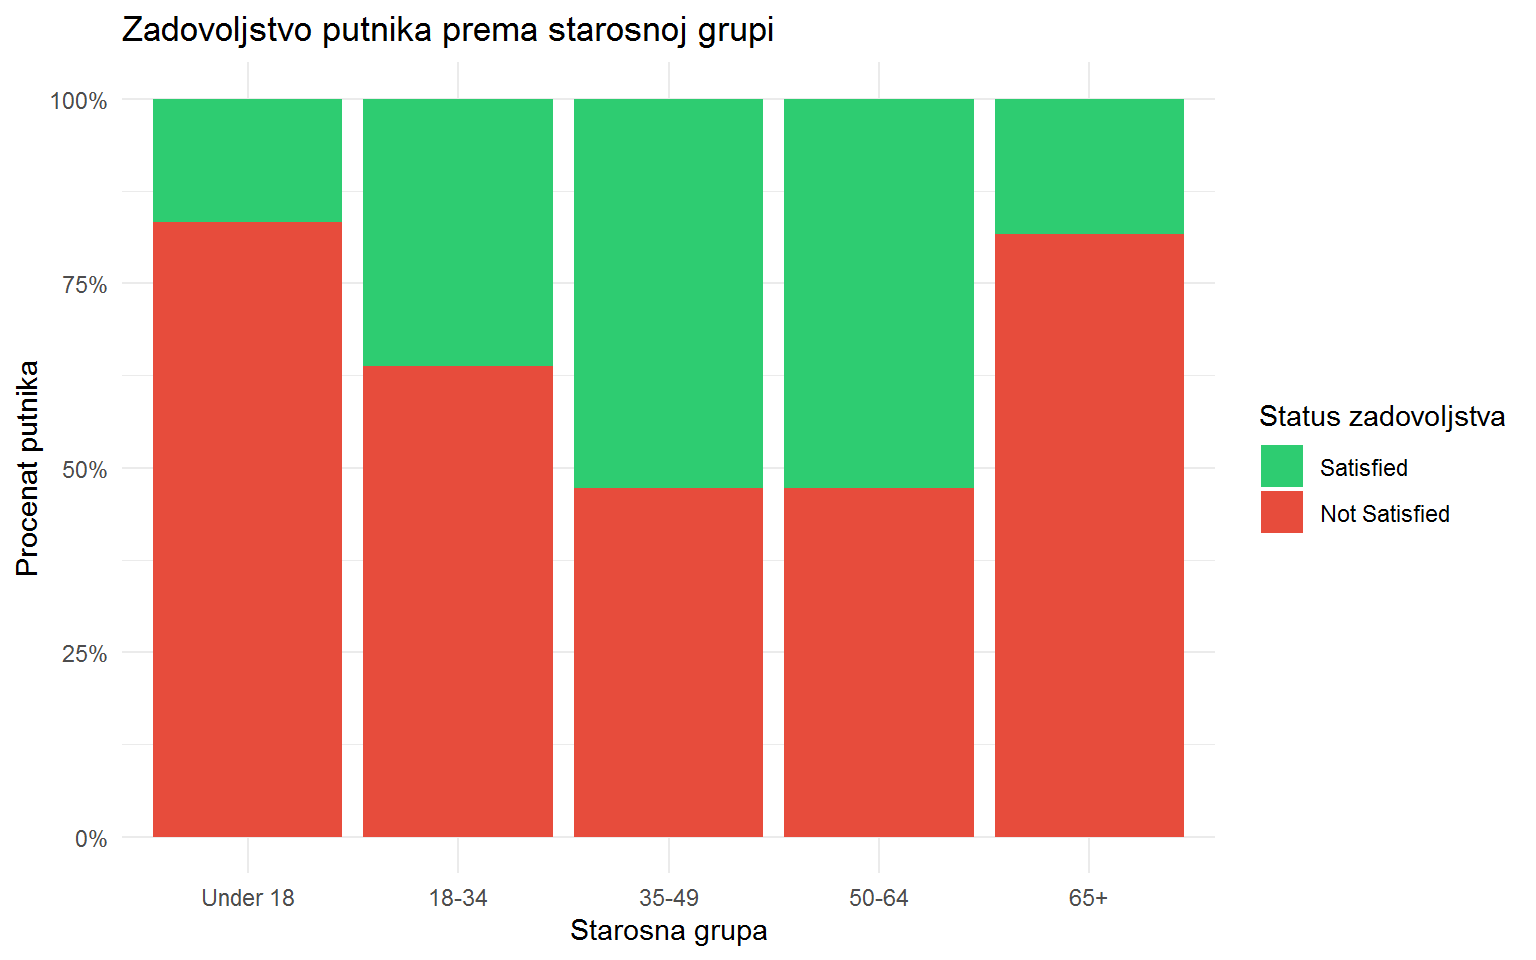 Zadovoljstvo putnika prema starosnoj grupi
Procenat putnika
100%
75%
50%
25%
0%
Under 18
18-34
35-49
50-64
65+
Starosna grupa
Status zadovoljstva
Satisfied
Not Satisfied